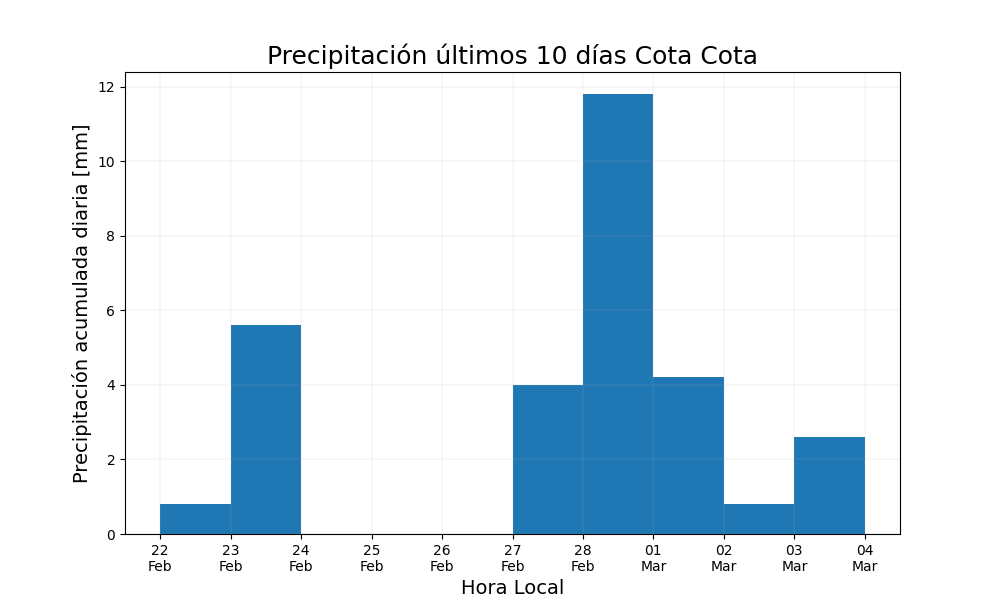 Precipitación últimos 10 días Cota Cota
Precipitación acumulada diaria [mm]
12
10
8
6
4
2
0
22 23 24 25 26 27 28 01 02 03 04
Feb Feb Feb Feb Feb Feb Feb Mar Mar Mar Mar
Hora Local